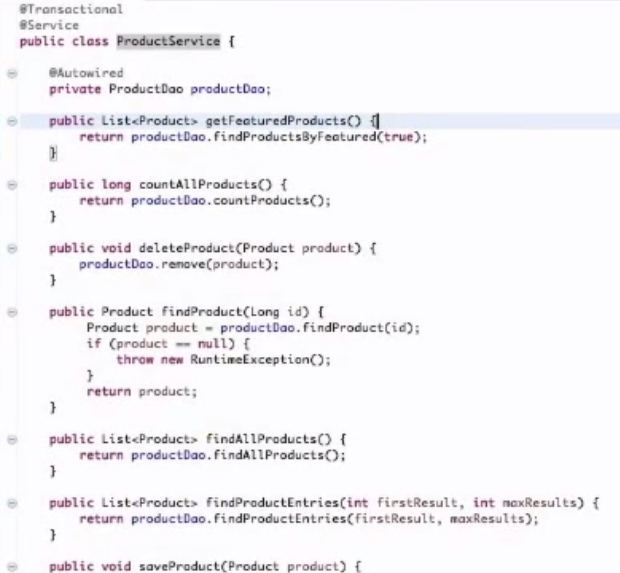 @Transactional
@Service
public class ProductService {
@Autowired
private ProductDao productDao;
public List<Product> getFeaturedProducts() {
return productDao.findProductsByFeatured(true);
}
public long countAllProducts() {
return productDao.countProducts();
}
public void deleteProduct(Product product) {
productDao.remove(product);
}
public Product findProduct(Long id) {
Product product = productDao.findProduct(id);
if (product == null) {
throw new RuntimeException();
}
return product;
}
public List<Product> findAllProducts() {
return productDao.findAllProducts();
}
public List<Product> findProductEntries(int firstResult, int maxResults) {
return productDao.findProductEntries(firstResult, maxResults);
}
public void saveProduct(Product product) {